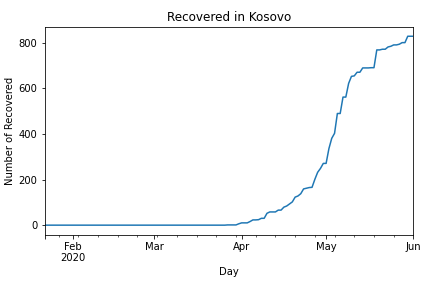 Recovered in Kosovo
Number of Recovered
800
600
400
200
0
Feb
2020
Mar
Apr
May
Jun
Day